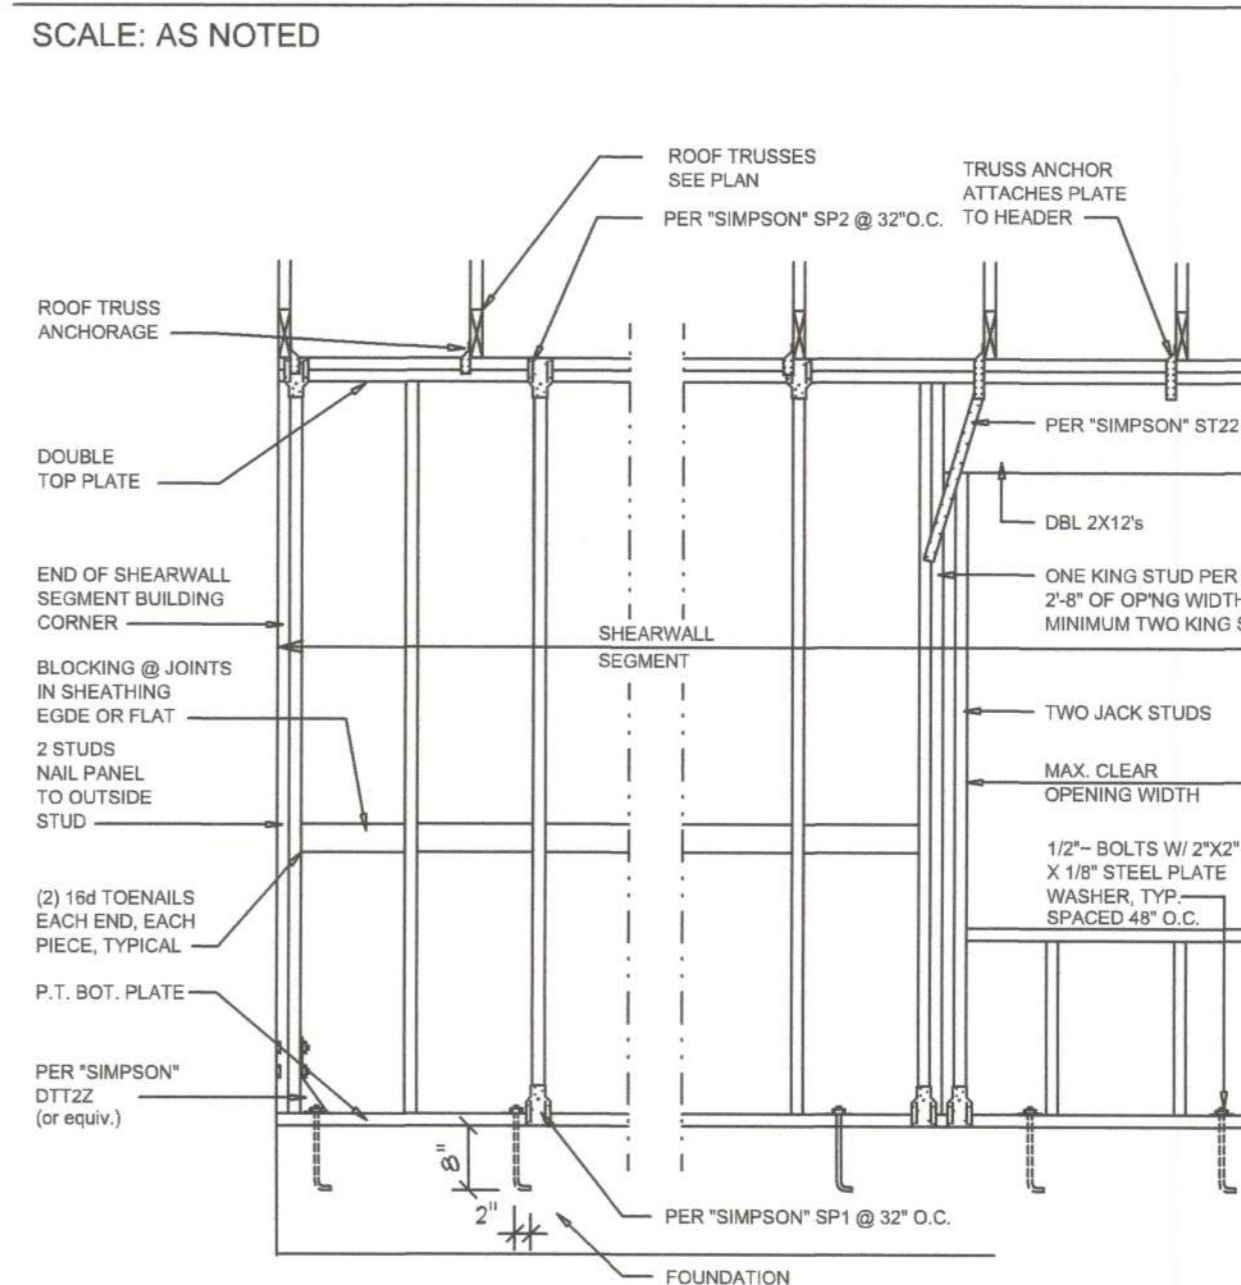 SCALE: AS NOTED
ROOF TRUSSES
SEE PLAN
PER "SIMPSON" SP2 @ 32"O.C.
TRUSS ANCHOR
ATTACHES PLATE
TO HEADER
ROOF TRUSS
ANCHORAGE
DOUBLE
TOP PLATE
PER "SIMPSON" ST22
DBL 2X12's
END OF SHEARWALL
SEGMENT BUILDING
CORNER
ONE KING STUD PER
2'-8" OF OP'NG WIDTH
MINIMUM TWO KING S
SHEARWALL
SEGMENT
BLOCKING @ JOINTS
IN SHEATHING
EGDE OR FLAT
TWO JACK STUDS
2 STUDS
NAIL PANEL
TO OUTSIDE
STUD
MAX. CLEAR
OPENING WIDTH
1/2"~ BOLTS W/ 2"X2"
X 1/8" STEEL PLATE
WASHER, TYP.
SPACED 48" O.C.
(2) 16d TOENAILS
EACH END, EACH
PIECE, TYPICAL
P.T. BOT. PLATE
PER "SIMPSON"
DTT2Z
(or equiv.)
8"
2"
PER "SIMPSON" SP1 @ 32" O.C.
FOUNDATION